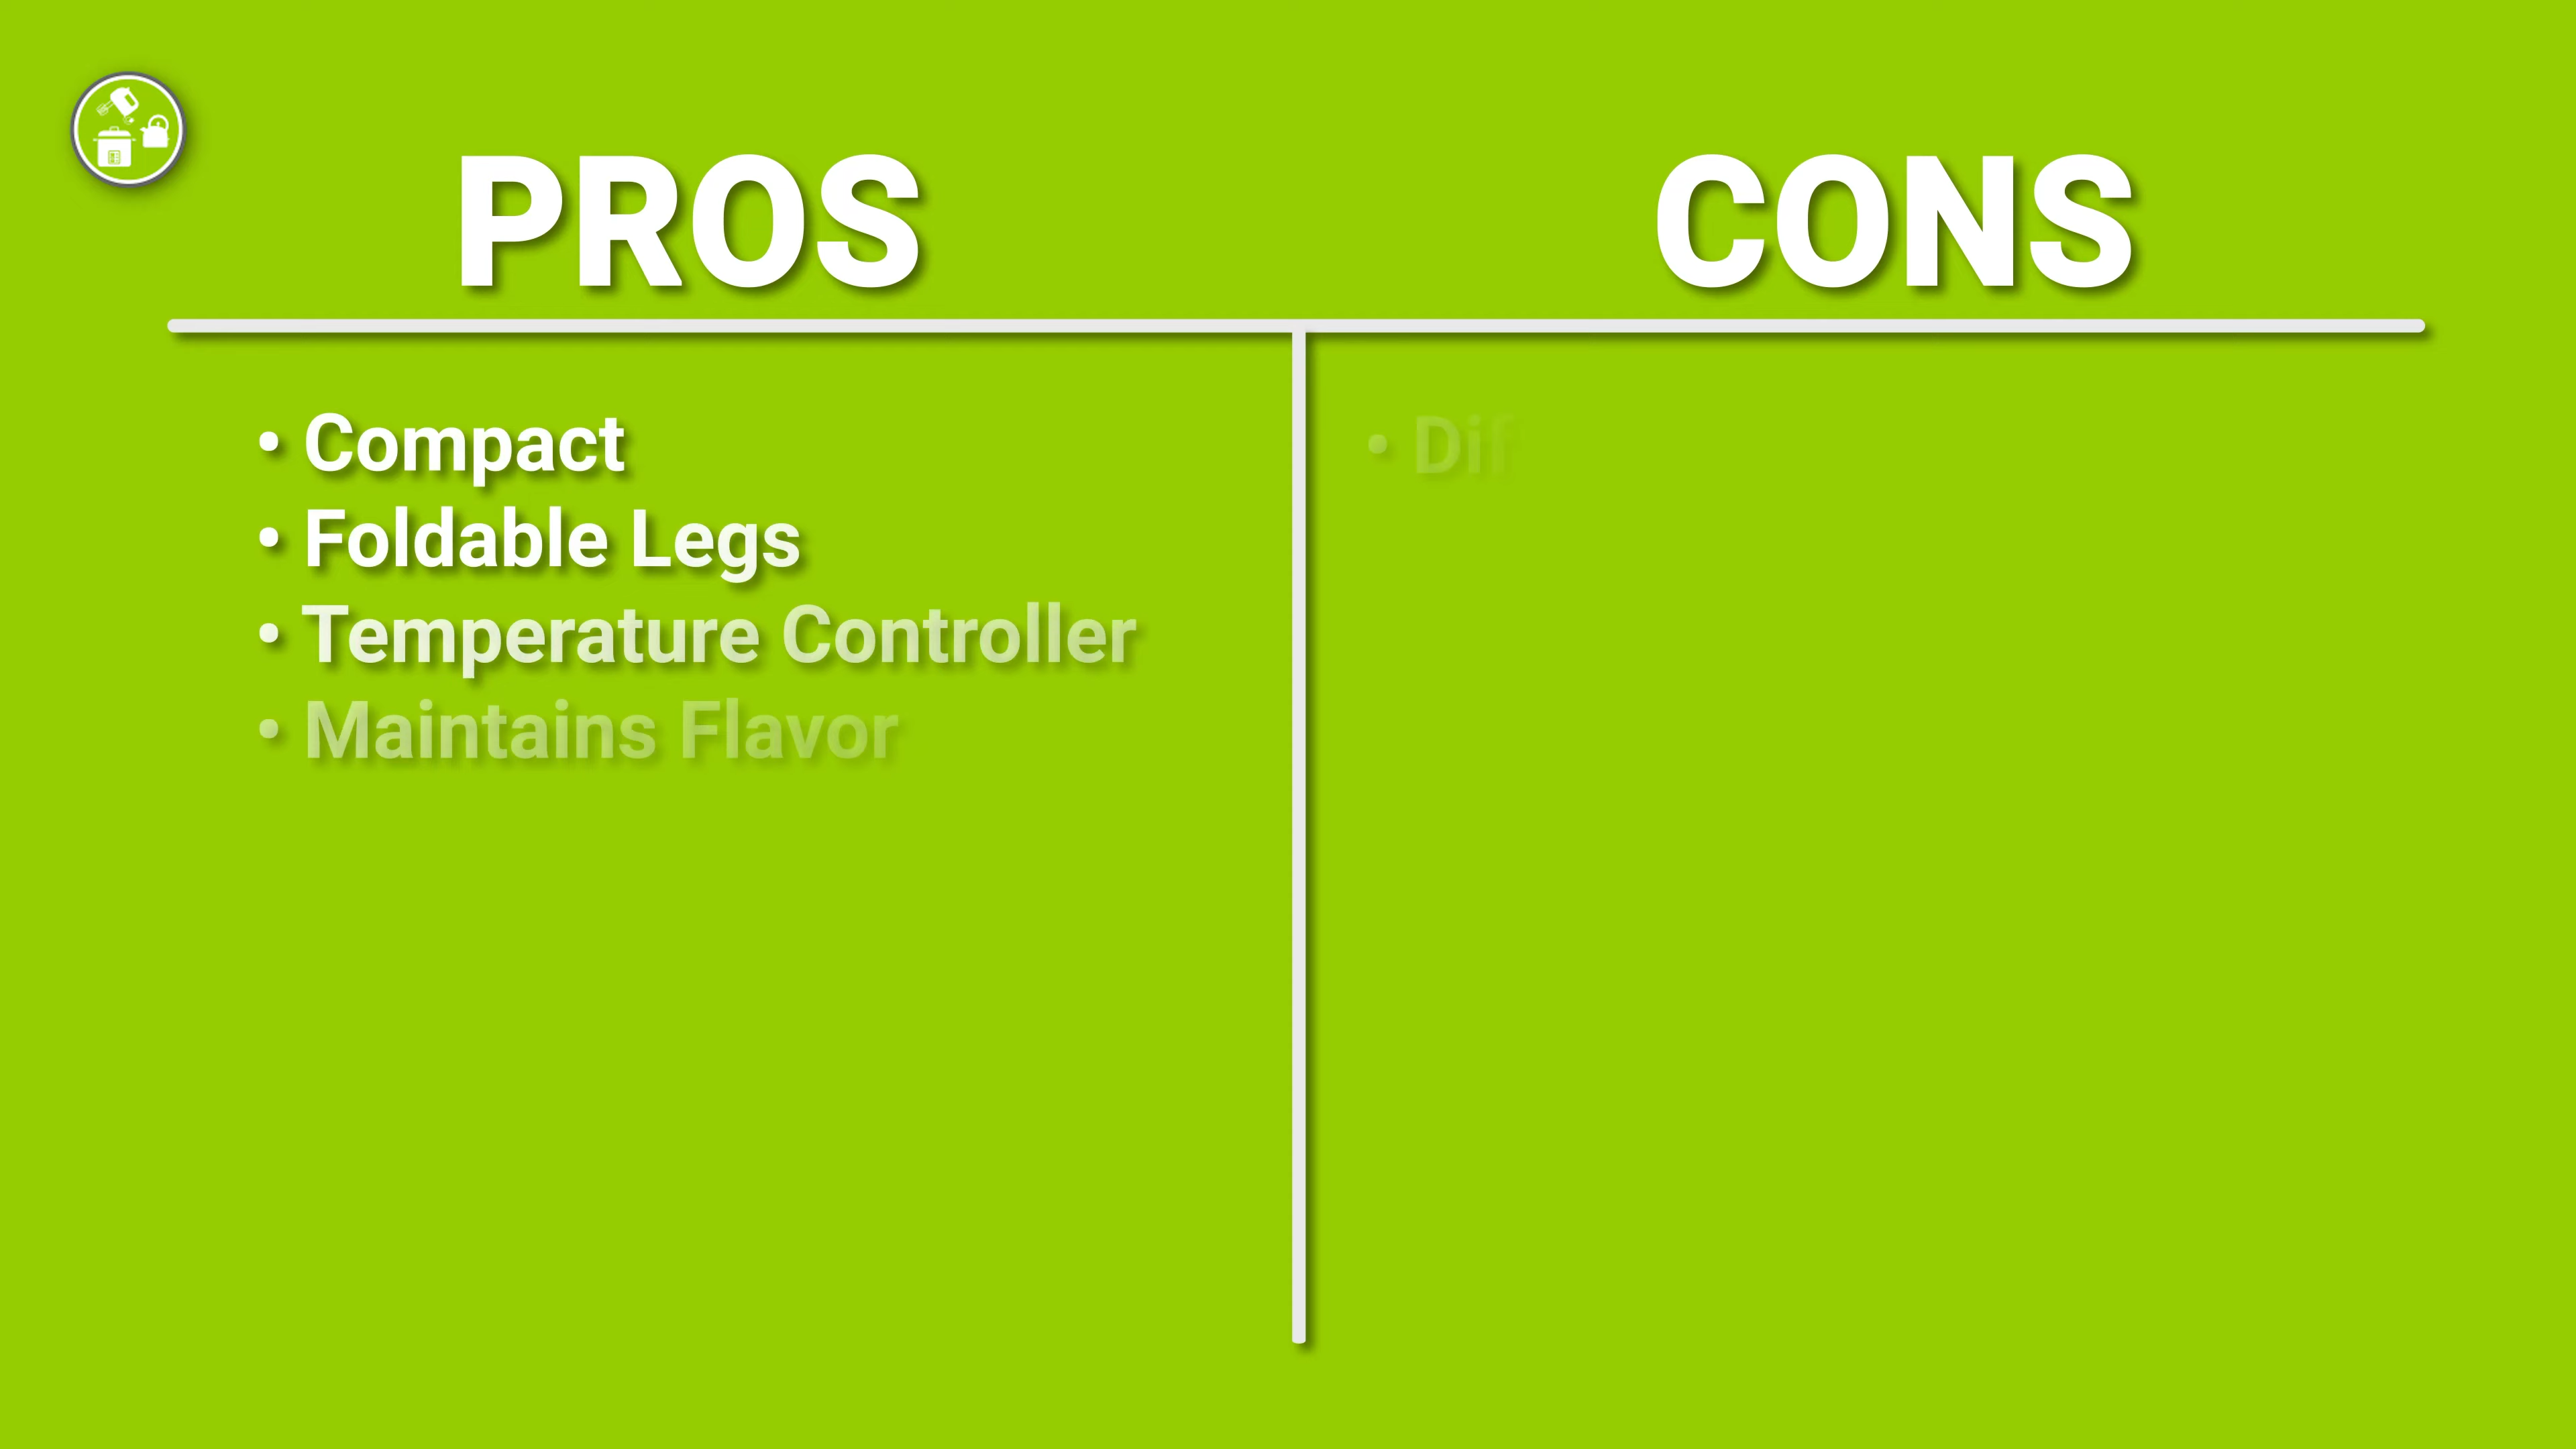 PROS
CONS
• Compact
• Foldable Legs
• Temperature Controller
• Maintains Flavor